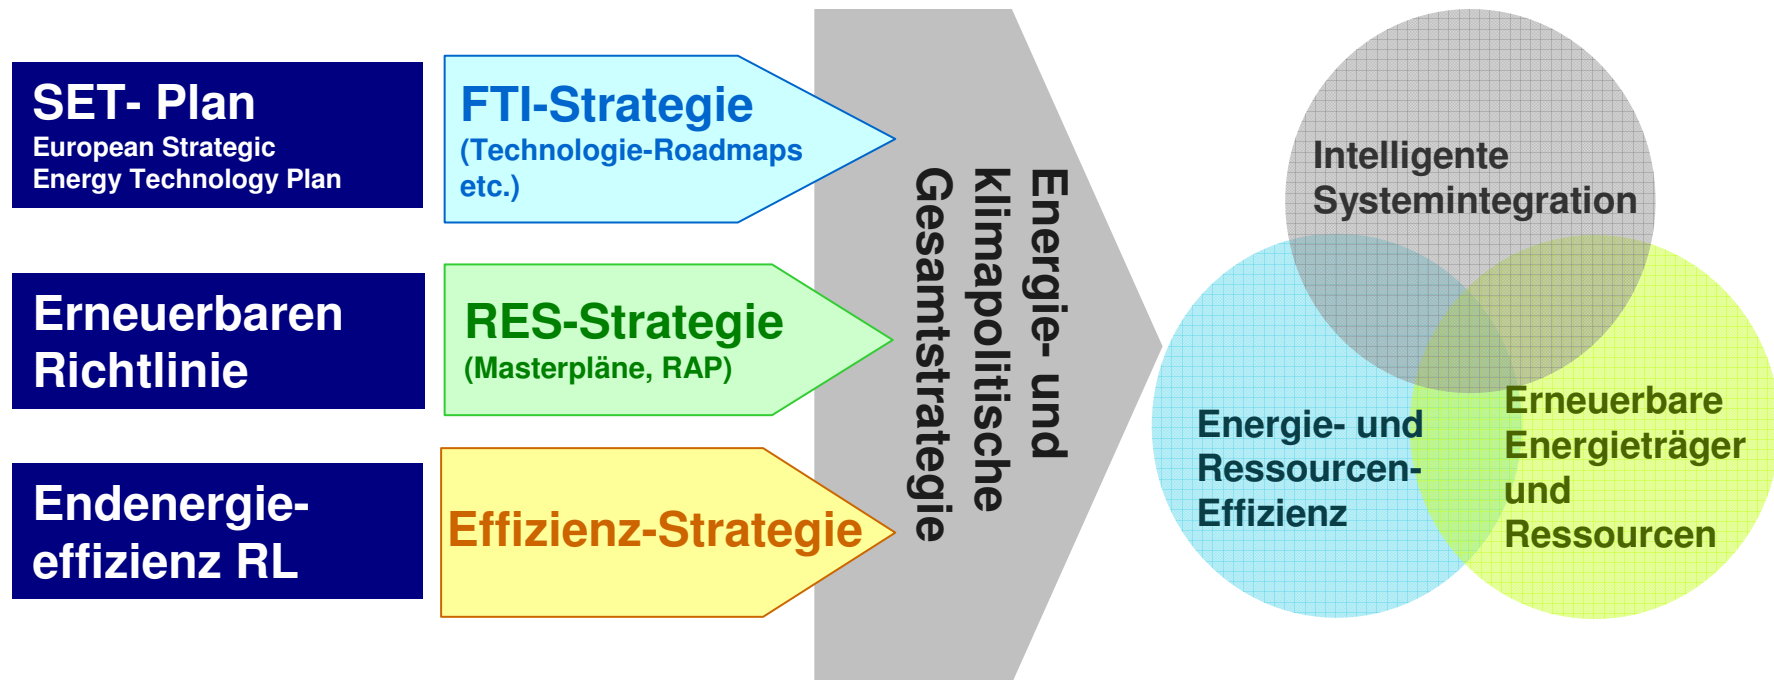 SET- Plan
European Strategic
Energy Technology Plan
FTI-Strategie
(Technologie-Roadmaps
etc.)
Erneuerbaren
Richtlinie
RES-Strategie
(Masterpläne, RAP)
Endenergie-
effizienz RL
Effizienz-Strategie
Energie- und
klimapolitische
Gesamtstrategie
Intelligente
Systemintegration
Energie- und
Ressourcen-
Effizienz
Erneuerbare
Energieträger
und
Ressourcen